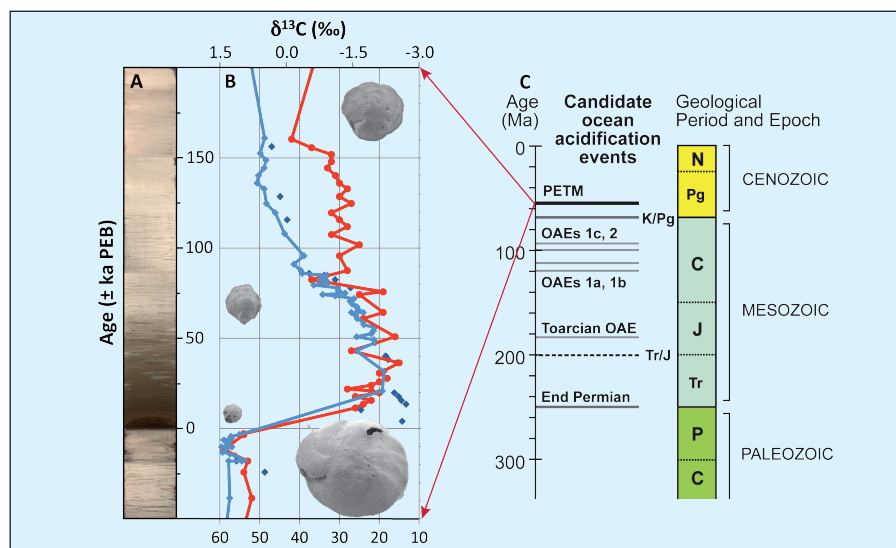 δ¹³C (‰)
1.5 0.0 -1.5 -3.0
A
B
Age (± ka PEB)
150
100
50
0
60 50 40 30 20 10
C
Age
(Ma)
Candidate
ocean
acidification
events
Geological
Period and Epoch
0
100
200
300
PETM
K/Pg
OAEs 1c, 2
OAEs 1a, 1b
Toarcian OAE
Tr/J
End Permian
N
Pg
C
J
Tr
P
C
CENOZOIC
MESOZOIC
PALEOZOIC